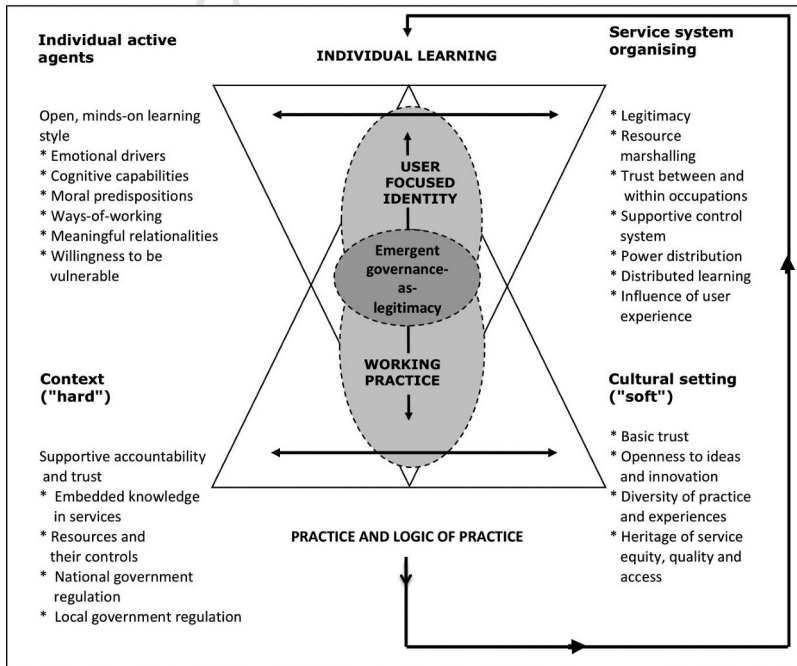 Individual active
agents
Open, minds-on learning
style
* Emotional drivers
* Cognitive capabilities
* Moral predispositions
* Ways-of-working
* Meaningful relationalities
* Willingness to be
vulnerable
INDIVIDUAL LEARNING
Service system
organising
* Legitimacy
* Resource
marshalling
* Trust between and
within occupations
* Supportive control
system
* Power distribution
* Distributed learning
* Influence of user
experience
USER
FOCUSED
IDENTITY
Emergent
governance-
as-
legitimacy
WORKING
PRACTICE
Context
("hard")
Supportive accountability
and trust
* Embedded knowledge
in services
* Resources and
their controls
* National government
regulation
* Local government regulation
Cultural setting
("soft")
* Basic trust
* Openness to ideas
and innovation
* Diversity of practice
and experiences
* Heritage of service
equity, quality and
access
PRACTICE AND LOGIC OF PRACTICE